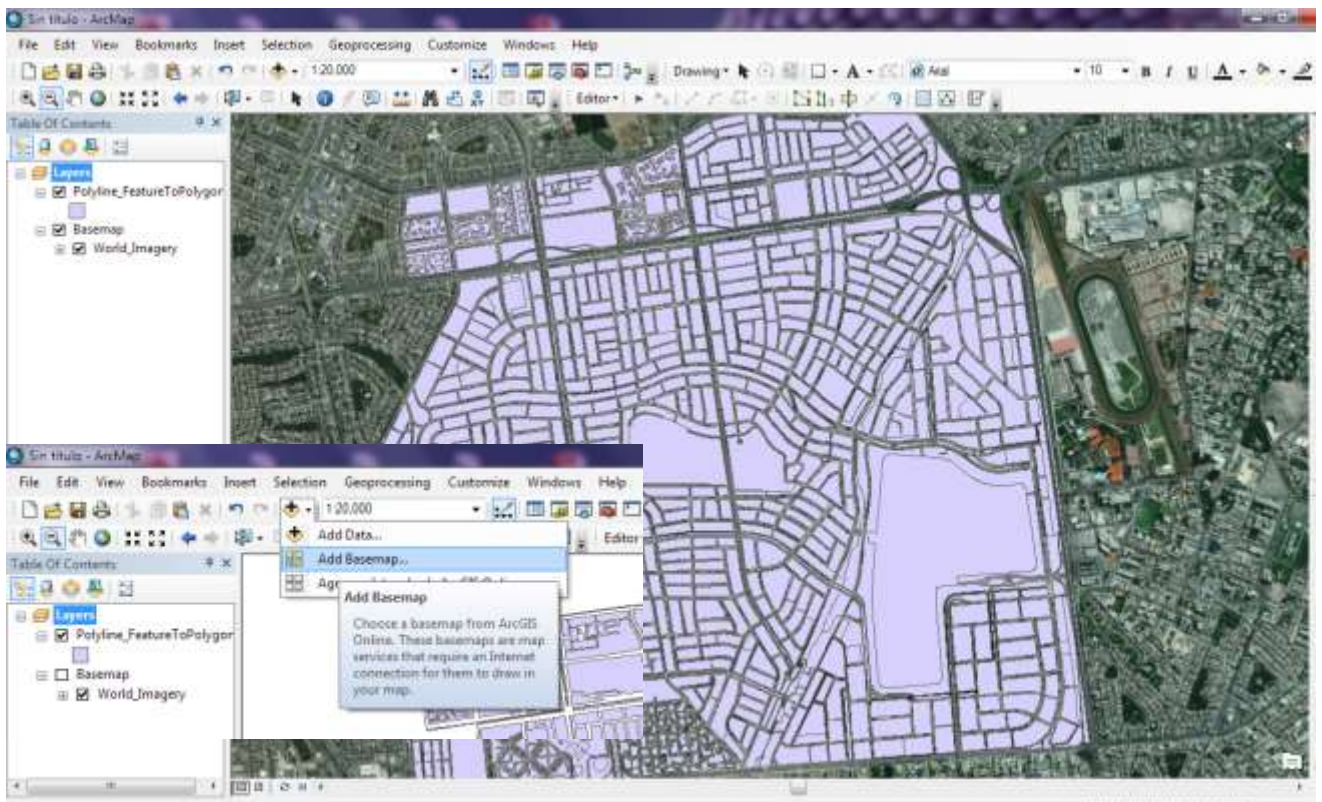 Sin título - ArcMap
File Edit View Bookmarks Insert Selection Geoprocessing Customize Windows Help
1:20.000 Drawing A Arial 10 B I U A
Editor
Table Of Contents
Layers
Polyline_FeatureToPolygon
Basemap
World_Imagery
Sin título - ArcMap
File Edit View Bookmarks Insert Selection Geoprocessing Customize Windows Help
1:20,000
Add Data...
Editor
Table Of Contents
Add Basemap...
Add Basemap
Choose a basemap from ArcGIS
Online. These basemaps are map
services that require an Internet
connection for them to draw in
your map.
Layers
Polyline_FeatureToPolygon
Basemap
World_Imagery